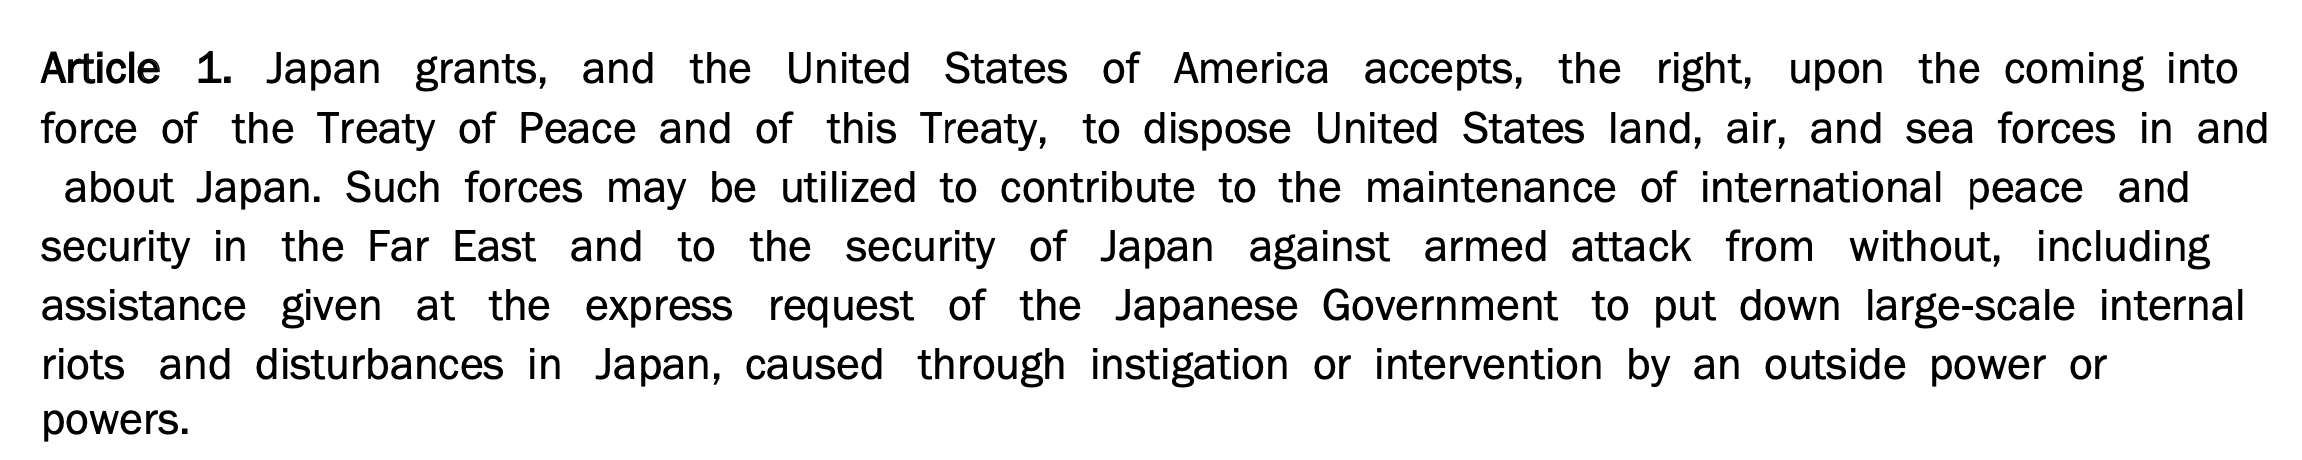 Article 1. Japan grants, and the United States of America accepts, the right, upon the coming into
force of the Treaty of Peace and of this Treaty, to dispose United States land, air, and sea forces in and
about Japan. Such forces may be utilized to contribute to the maintenance of international peace and
security in the Far East and to the security of Japan against armed attack from without, including
assistance given at the express request of the Japanese Government to put down large-scale internal
riots and disturbances in Japan, caused through instigation or intervention by an outside power or
powers.